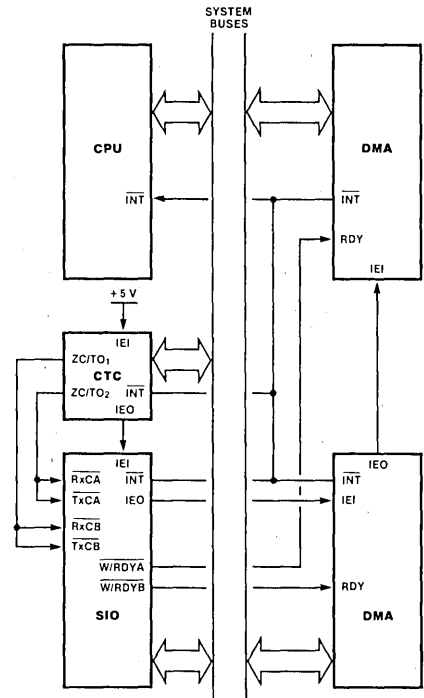 SYSTEM
BUSES
CPU
INT
DMA
INT
RDY
IEI
+5 V
IEI
ZC/TO₁
CTC
ZC/TO₂
INT
IEO
IEI
RxCA
INT
TxCA
IEO
RxCB
TxCB
W/RDYA
W/RDYB
SIO
IEO
INT
IEI
RDY
DMA